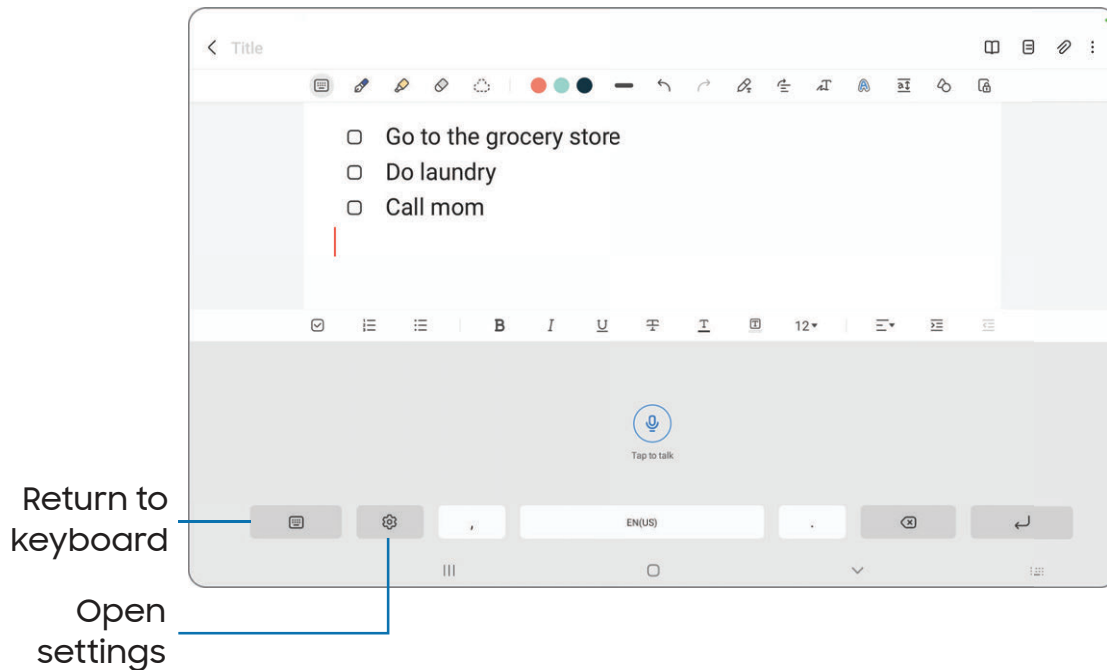 Title
Go to the grocery store
Do laundry
Call mom
B I U T T T 12
Tap to talk
Return to
keyboard
, EN(US) .
Open
settings